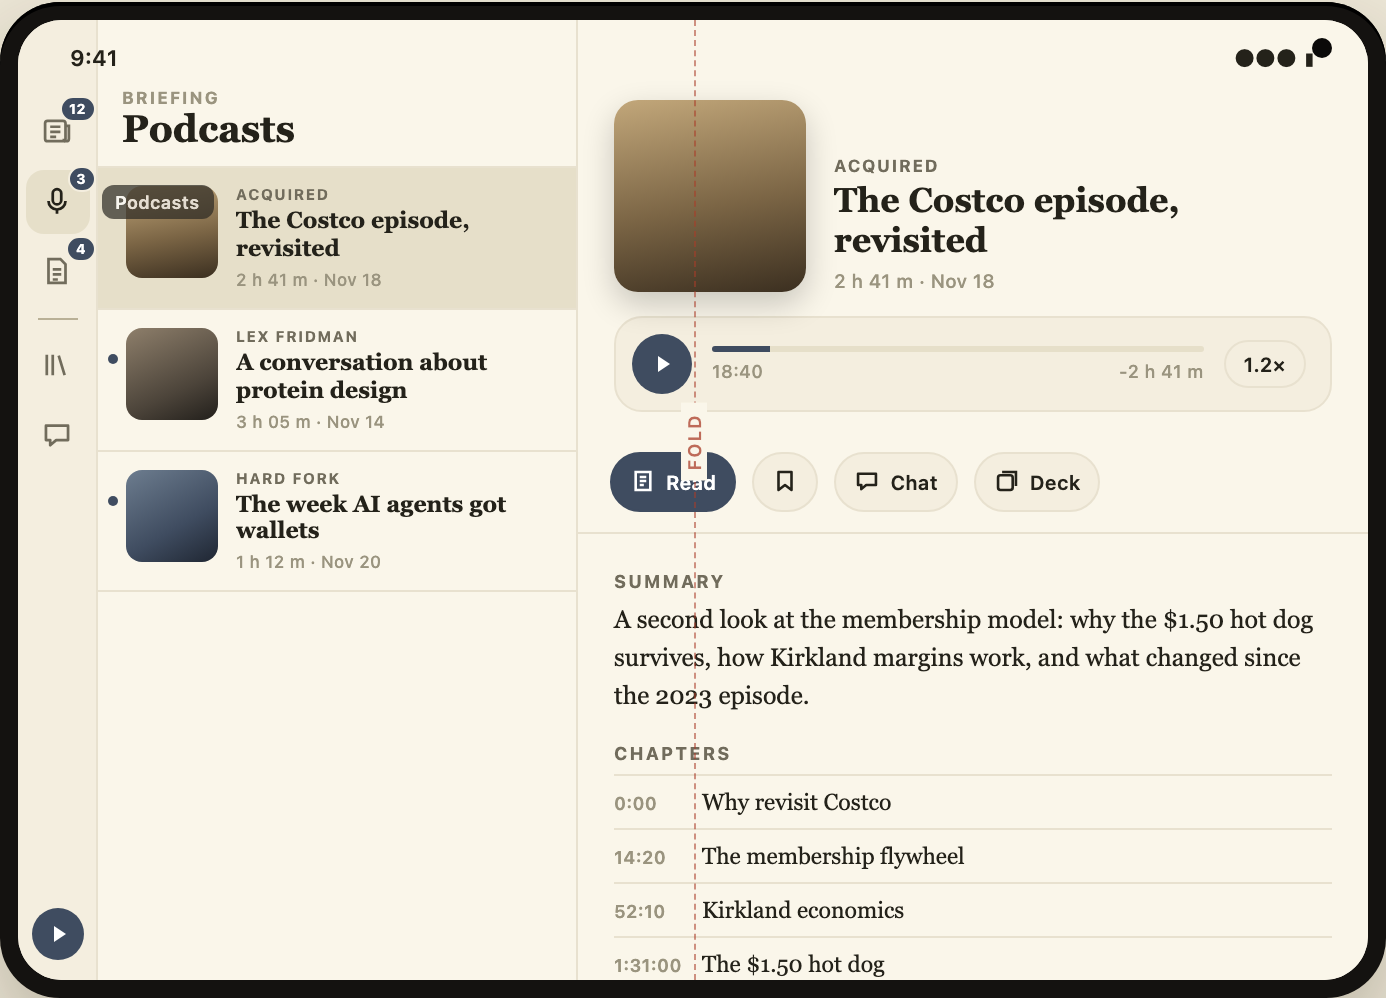 9:41
12
3
4
BRIEFING
Podcasts
Podcasts
ACQUIRED
The Costco episode,
revisited
2 h 41 m · Nov 18
LEX FRIDMAN
A conversation about
protein design
3 h 05 m · Nov 14
HARD FORK
The week AI agents got
wallets
1 h 12 m · Nov 20
ACQUIRED
The Costco episode,
revisited
2 h 41 m · Nov 18
18:40
-2 h 41 m
1.2×
FOLD
Read
Chat
Deck
SUMMARY
A second look at the membership model: why the $1.50 hot dog
survives, how Kirkland margins work, and what changed since
the 2023 episode.
CHAPTERS
0:00 Why revisit Costco
14:20 The membership flywheel
52:10 Kirkland economics
1:31:00 The $1.50 hot dog